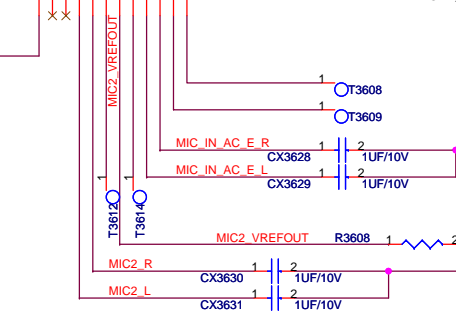 MIC2_VREFOUT
1
T3608
1
T3609
MIC_IN_AC_E_R
1
2
CX3628
1UF/10V
MIC_IN_AC_E_L
1
2
CX3629
1UF/10V
1
T3612
1
T3614
MIC2_VREFOUT
R3608
1
2
MIC2_R
1
2
CX3630
1UF/10V
MIC2_L
1
2
CX3631
1UF/10V